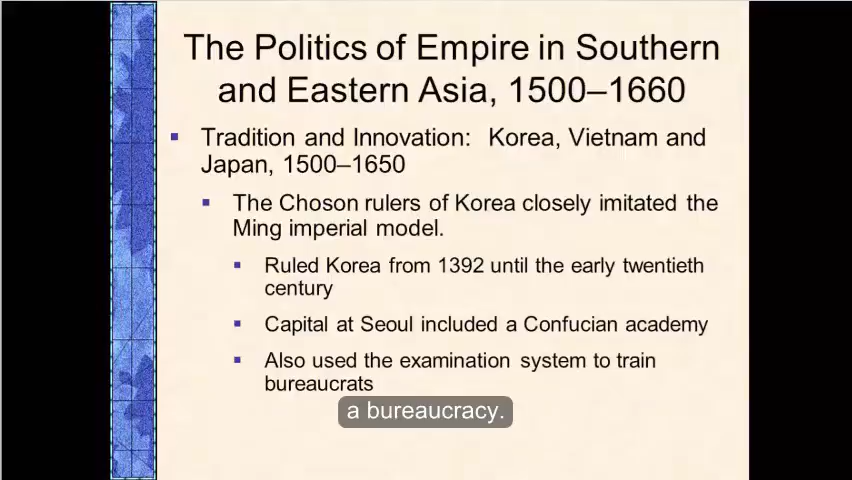 The Politics of Empire in Southern
and Eastern Asia, 1500–1660
Tradition and Innovation: Korea, Vietnam and
Japan, 1500–1650
The Choson rulers of Korea closely imitated the
Ming imperial model.
Ruled Korea from 1392 until the early twentieth
century
Capital at Seoul included a Confucian academy
Also used the examination system to train
bureaucrats
a bureaucracy.